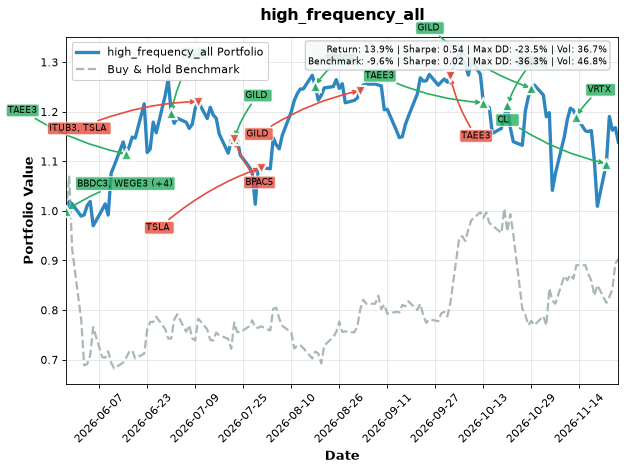 high_frequency_all
GILD
high_frequency_all Portfolio
Buy & Hold Benchmark
Return: 13.9% | Sharpe: 0.54 | Max DD: -23.5% | Vol: 36.7%
Benchmark: -9.6% | Sharpe: 0.02 | Max DD: -36.3% | Vol: 46.8%
TAEE3
VRTX
GILD
TAEE3
CL
ITUB3, TSLA
GILD
TAEE3
BBDC3, WEGE3 (+4)
BPAC5
TSLA
Portfolio Value
1.3
1.2
1.1
1.0
0.9
0.8
0.7
2026-06-07
2026-06-23
2026-07-09
2026-07-25
2026-08-10
2026-08-26
2026-09-11
2026-09-27
2026-10-13
2026-10-29
2026-11-14
Date